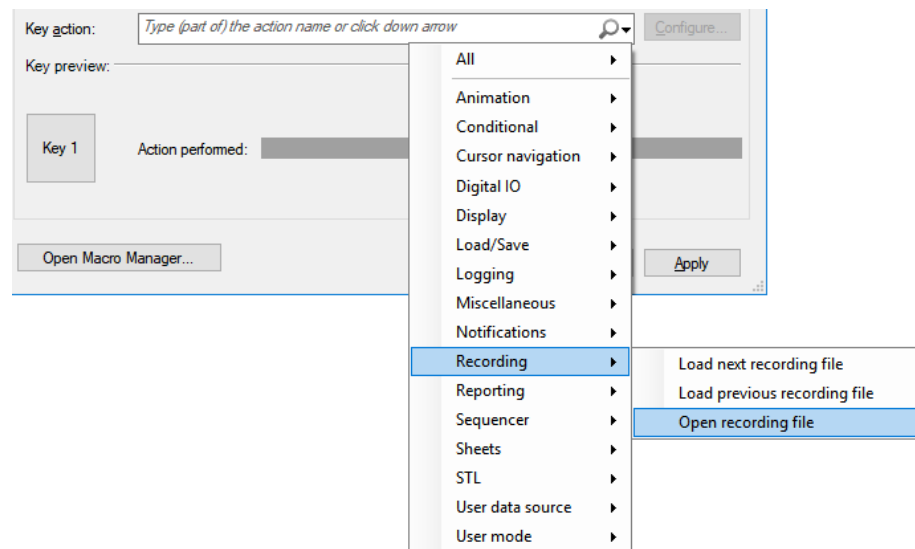 Key action:
Type (part of) the action name or click down arrow
Configure...
Key preview:
Key 1
Action performed:
Open Macro Manager...
Apply
All
Animation
Conditional
Cursor navigation
Digital IO
Display
Load/Save
Logging
Miscellaneous
Notifications
Recording
Reporting
Sequencer
Sheets
STL
User data source
User mode
Load next recording file
Load previous recording file
Open recording file